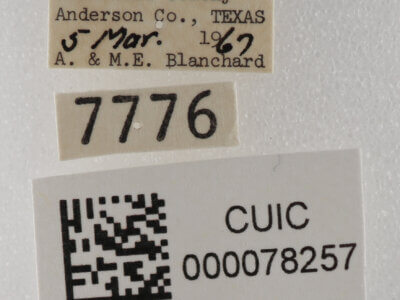 Anderson Co., TEXAS
5 Mar. 1967
A. & M.E. Blanchard
7776
CUIC
000078257